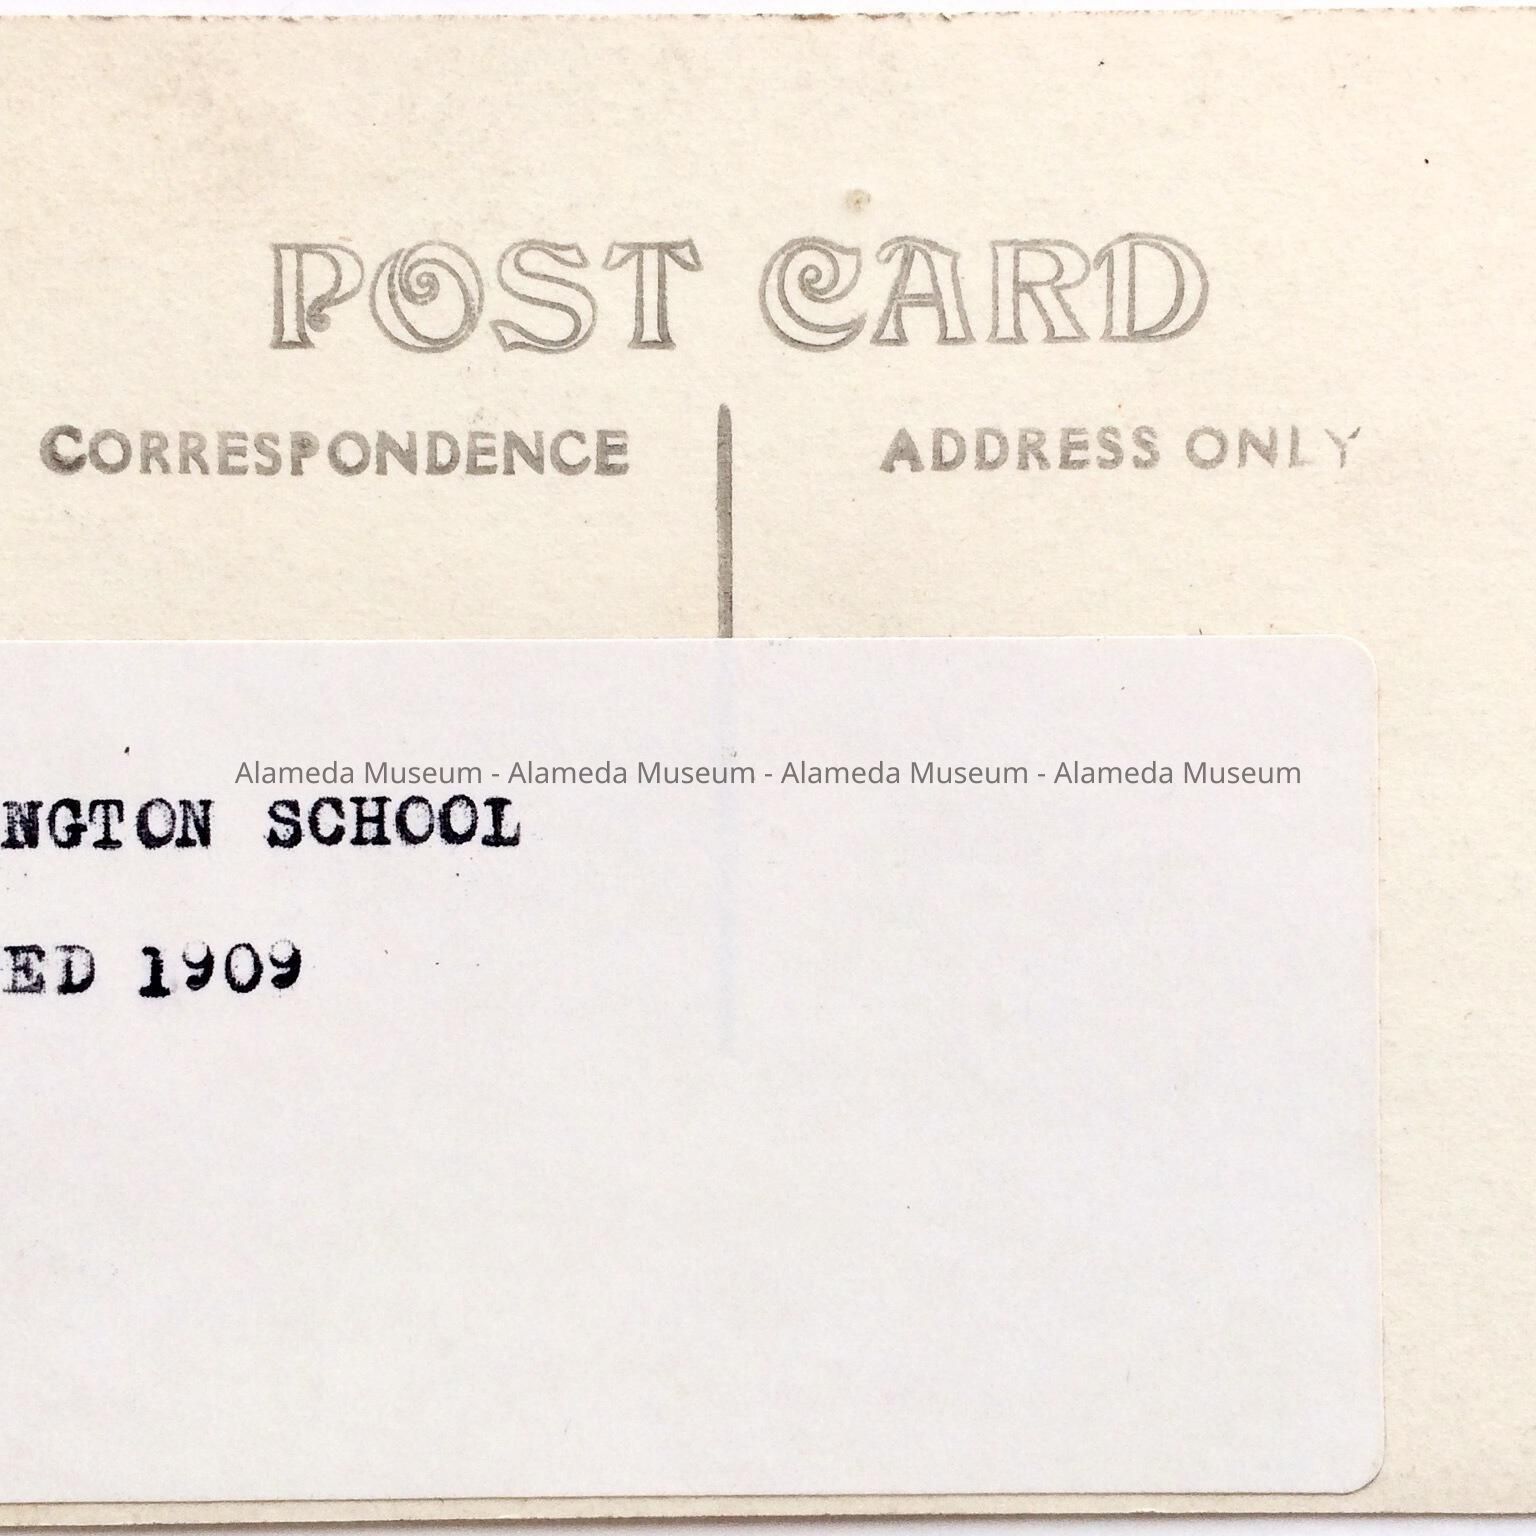 POST CARD
CORRESPONDENCE ADDRESS ONLY
Alameda Museum - Alameda Museum - Alameda Museum - Alameda Museum
NGTON SCHOOL
ED 1909